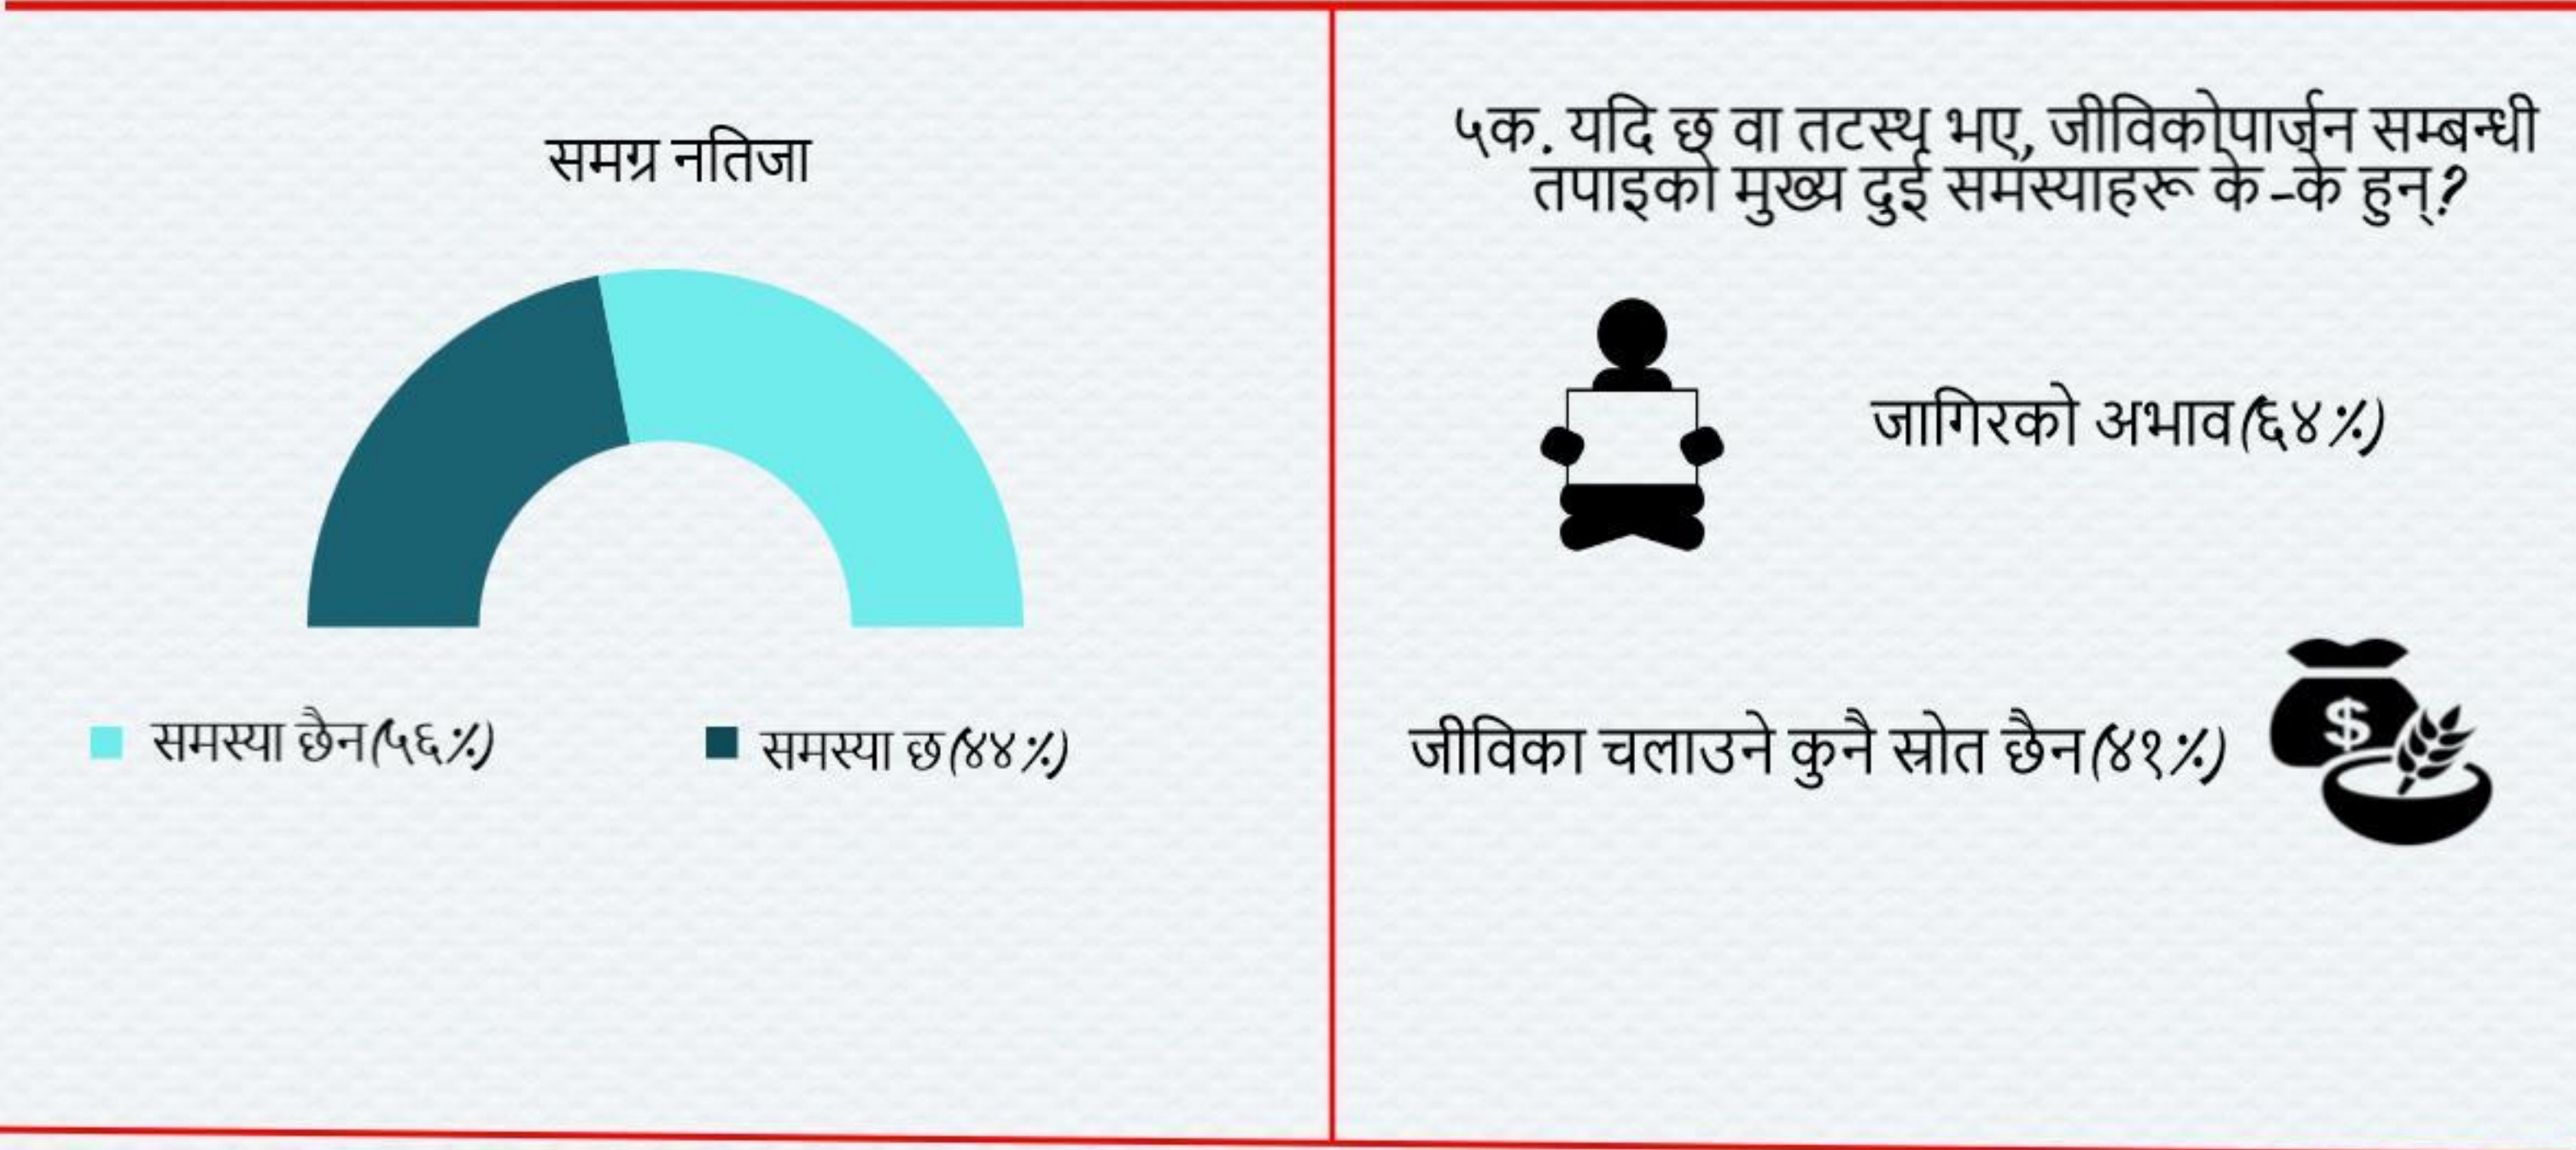 समग्र नतिजा
समस्या छैन(५६%)
समस्या छ(४४%)
५क. यदि छ वा तटस्थ भए, जीविकोपार्जन सम्बन्धी
तपाइको मुख्य दुई समस्याहरू के-के हुन्?
जागिरको अभाव(६४%)
जीविका चलाउने कुनै स्रोत छैन(४१%)
$